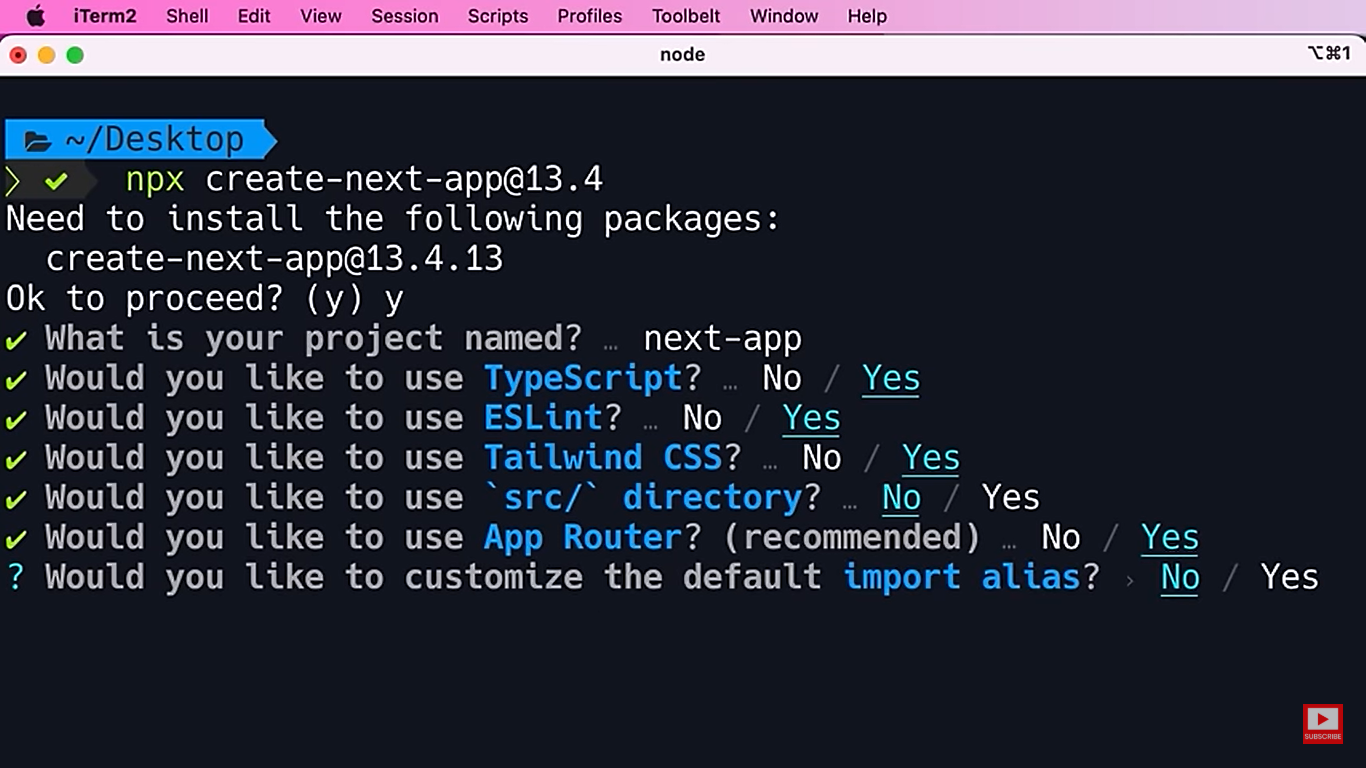 iTerm2 Shell Edit View Session Scripts Profiles Toolbelt Window Help
node ⌥⌘1
~/Desktop
npx create-next-app@13.4
Need to install the following packages:
create-next-app@13.4.13
Ok to proceed? (y) y
✔ What is your project named? … next-app
✔ Would you like to use TypeScript? … No / Yes
✔ Would you like to use ESLint? … No / Yes
✔ Would you like to use Tailwind CSS? … No / Yes
✔ Would you like to use `src/` directory? … No / Yes
✔ Would you like to use App Router? (recommended) … No / Yes
? Would you like to customize the default import alias? › No / Yes
SUBSCRIBE